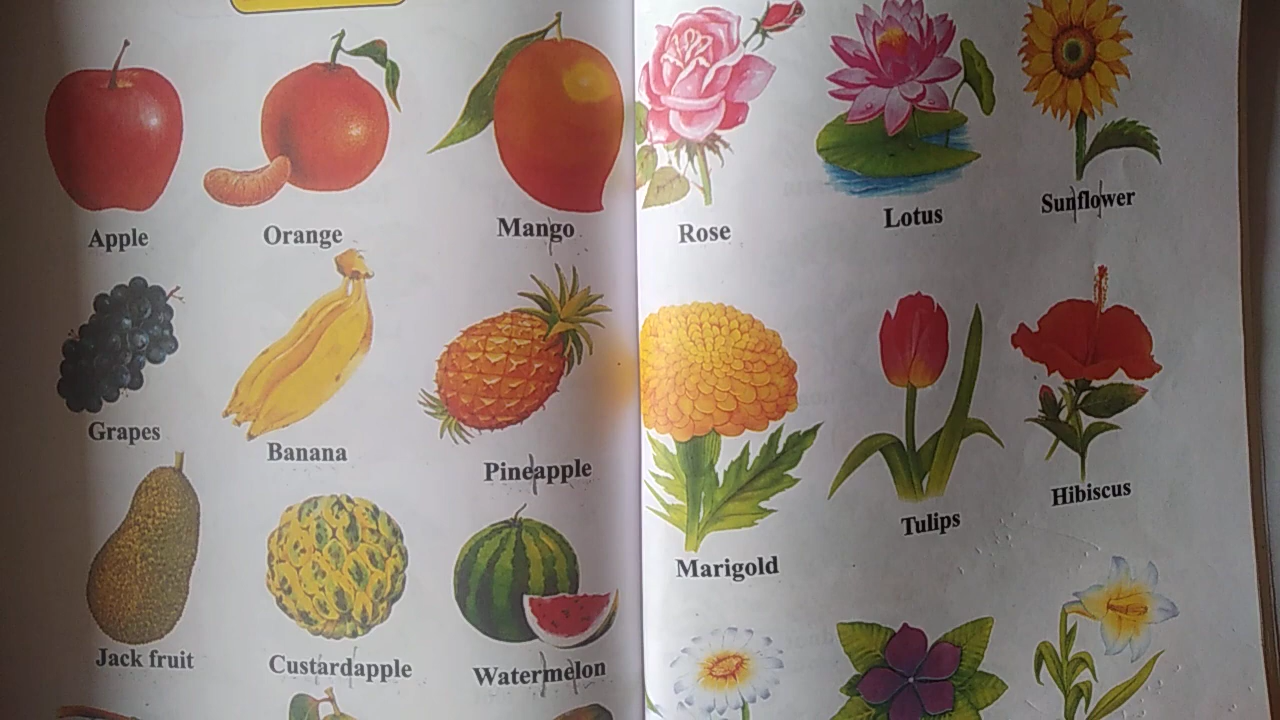 Apple
Orange
Mango
Grapes
Banana
Pineapple
Jack fruit
Custardapple
Watermelon
Rose
Lotus
Sunflower
Marigold
Tulips
Hibiscus